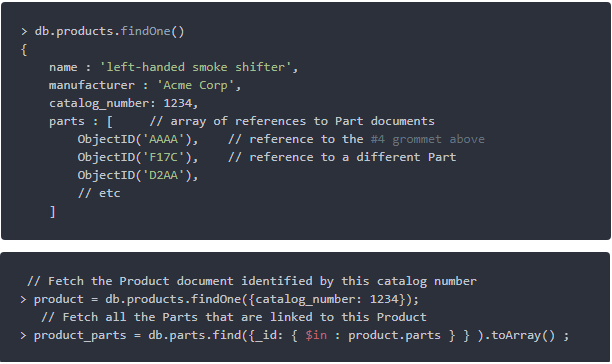 > db.products.findOne()
{
name : 'left-handed smoke shifter',
manufacturer : 'Acme Corp',
catalog_number: 1234,
parts : [ // array of references to Part documents
ObjectID('AAAA'), // reference to the #4 grommet above
ObjectID('F17C'), // reference to a different Part
ObjectID('D2AA'),
// etc
]
// Fetch the Product document identified by this catalog number
> product = db.products.findOne({catalog_number: 1234});
// Fetch all the Parts that are linked to this Product
> product_parts = db.parts.find({_id: { $in : product.parts } } ).toArray() ;